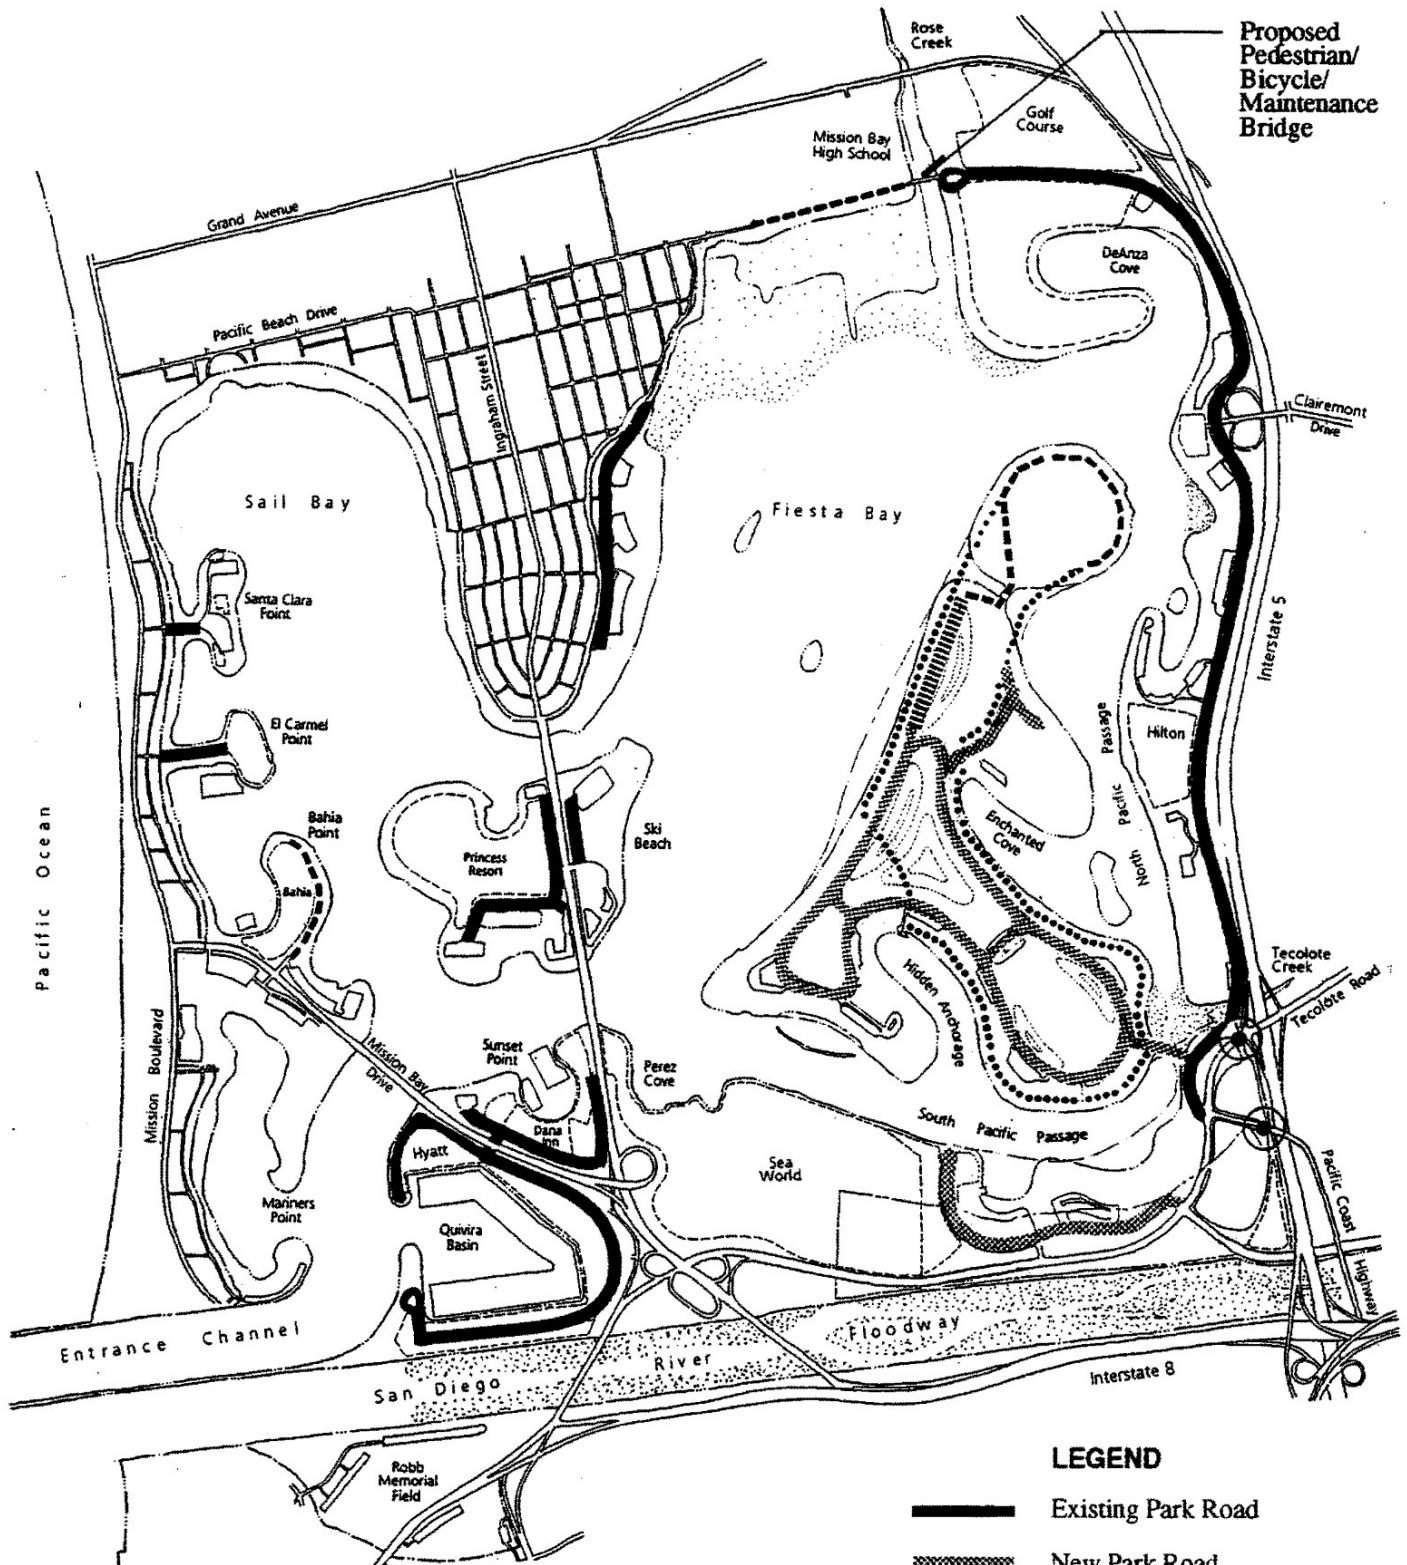 Rose
Creek
Proposed
Pedestrian/
Bicycle/
Maintenance
Bridge
Golf
Course
Mission Bay
High School
Grand Avenue
DeAnza
Cove
Pacific Beach Drive
Ingraham Street
Clairemont
Drive
Sail Bay
Fiesta Bay
Santa Clara
Point
Interstate 5
El Carmel
Point
Hilton
North Pacific Passage
Pacific Ocean
Bahia
Point
Bahia
Princess
Resort
Ski
Beach
Enchanted
Cove
Hidden Anchorage
Tecolote
Creek
Tecolote Road
Mission Boulevard
Mission Bay
Drive
Sunset
Point
Perez
Cove
Dana
Inn
Hyatt
South Pacific Passage
Sea
World
Mariners
Point
Quivira
Basin
Pacific Coast Highway
Entrance Channel
San Diego River Floodway
Interstate 8
Robb
Memorial
Field
LEGEND
Existing Park Road
New Park Road